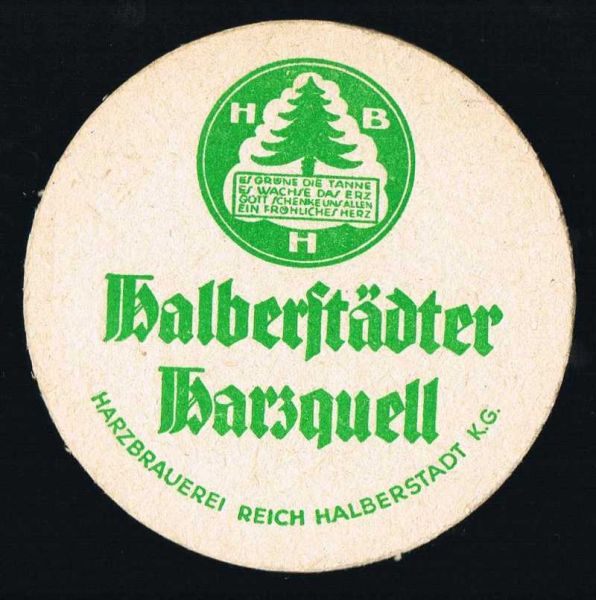 H B
ES GRÜNE DIE TANNE
ES WACHSE DAS ERZ
GOTT SCHENKE UNS ALLEN
EIN FRÖHLICHES HERZ
H
Halberſtädter
Harzquell
HARZBRAUEREI REICH HALBERSTADT K.G.